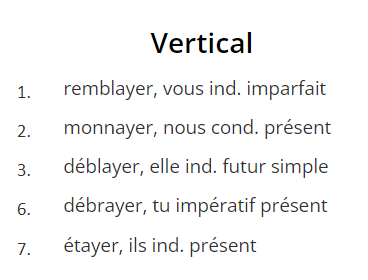 Vertical
1. remblayer, vous ind. imparfait
2. monnayer, nous cond. présent
3. déblayer, elle ind. futur simple
6. débrayer, tu impératif présent
7. étayer, ils ind. présent